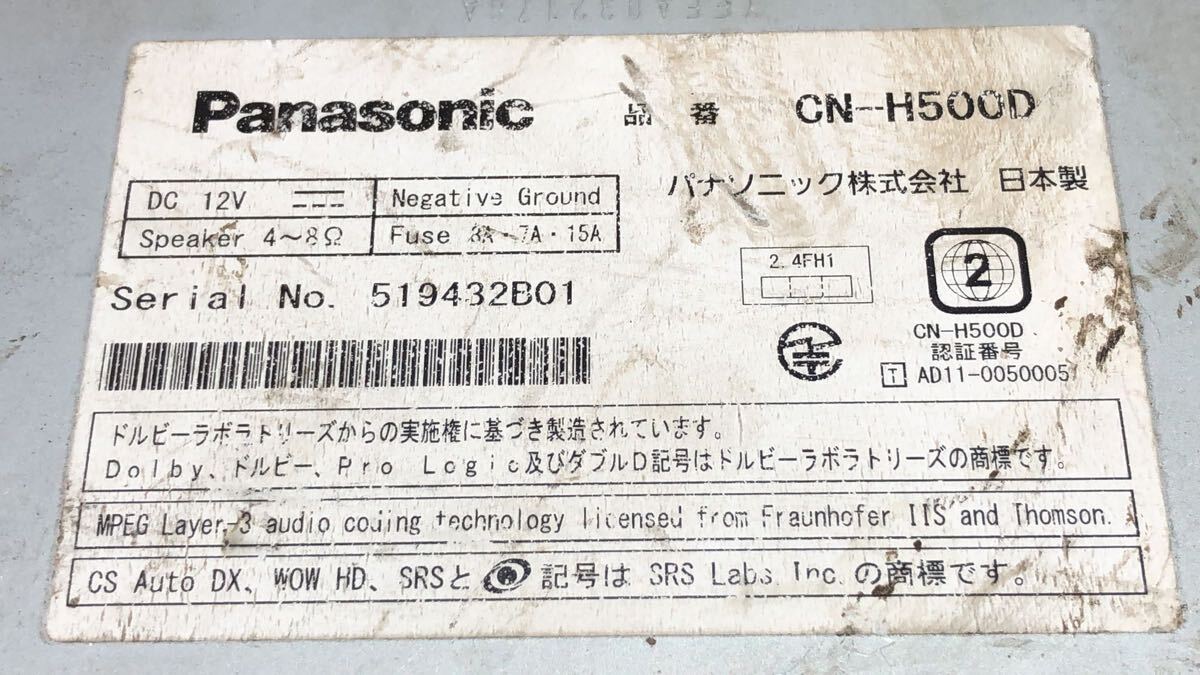 Panasonic 品番 CN-H500D
パナソニック株式会社 日本製
DC 12V Negative Ground
Speaker 4～8Ω Fuse 3A・7A・15A
2.4FH1
2
Serial No. 519432B01
CN-H500D
認証番号
T AD11-0050005
ドルビーラボラトリーズからの実施権に基づき製造されています。
Dolby、ドルビー、Pro Logic及びダブルD記号はドルビーラボラトリーズの商標です。
MPEG Layer-3 audio coding technology licensed from Fraunhofer IIS and Thomson.
CS Auto DX、WOW HD、SRSと 記号は SRS Labs Inc.の商標です。